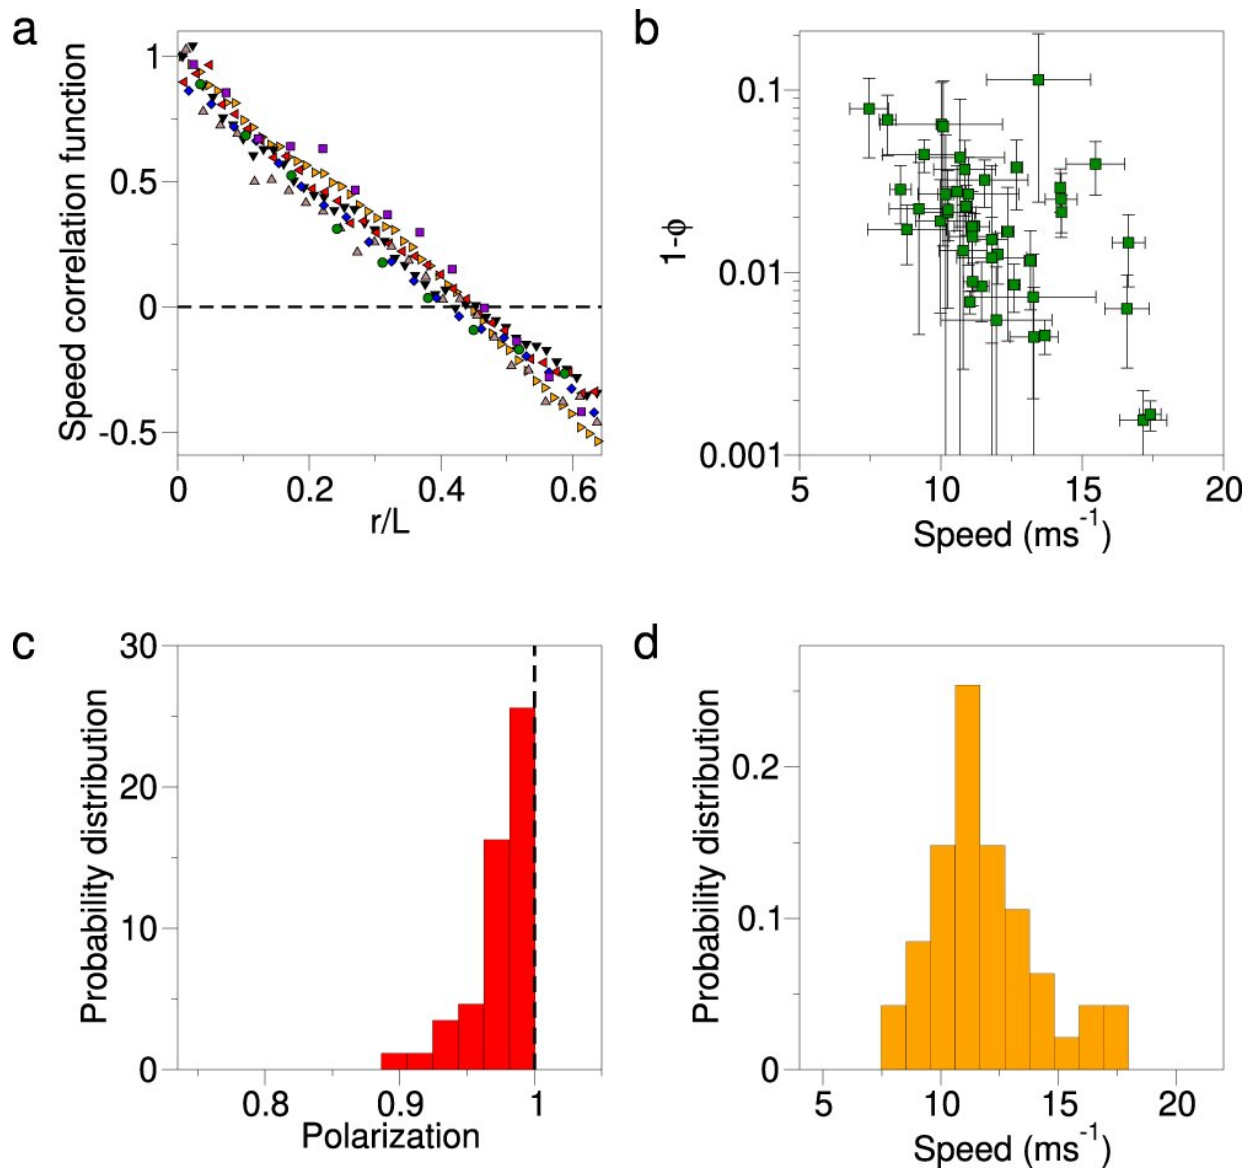 a
Speed correlation function
1
0.5
0
-0.5
0 0.2 0.4 0.6
r/L
b
1-ϕ
0.1
0.01
0.001
5 10 15 20
Speed (ms⁻¹)
c
Probability distribution
30
20
10
0
0.8 0.9 1
Polarization
d
Probability distribution
0.2
0.1
0
5 10 15 20
Speed (ms⁻¹)